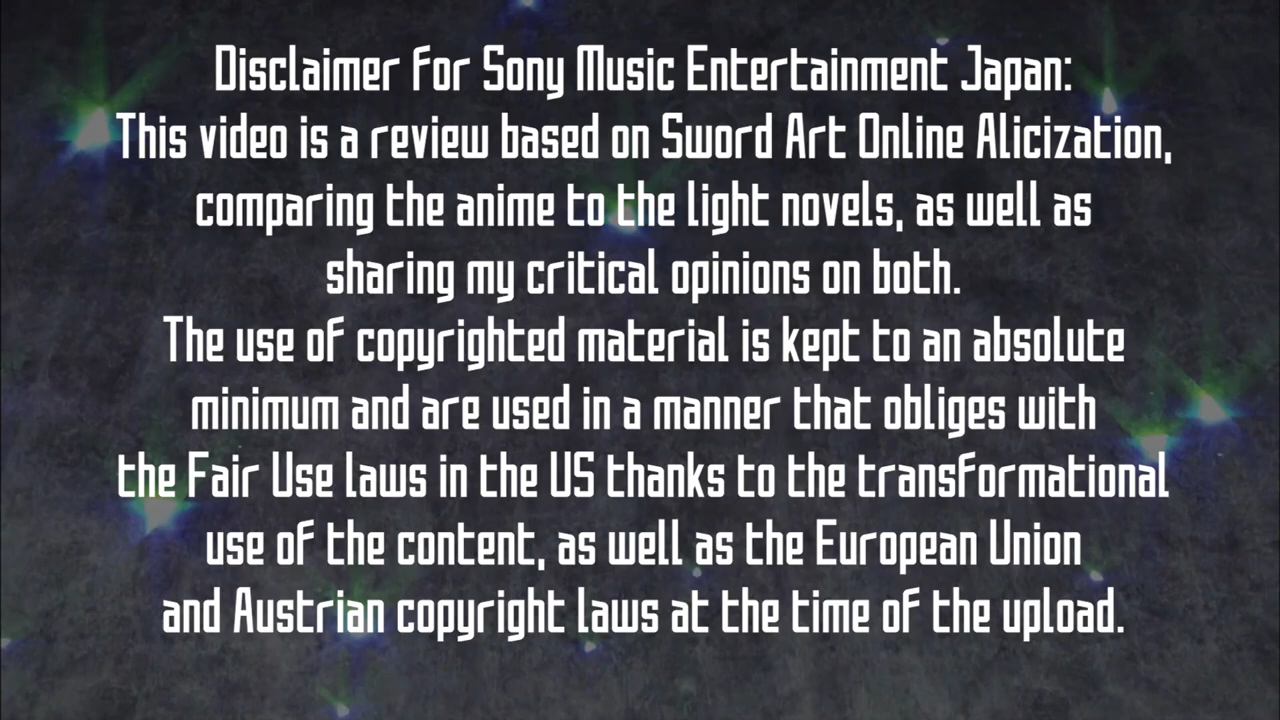 Disclaimer for Sony Music Entertainment Japan:
This video is a review based on Sword Art Online Alicization,
comparing the anime to the light novels, as well as
sharing my critical opinions on both.
The use of copyrighted material is kept to an absolute
minimum and are used in a manner that obliges with
the Fair Use laws in the US thanks to the transformational
use of the content, as well as the European Union
and Austrian copyright laws at the time of the upload.